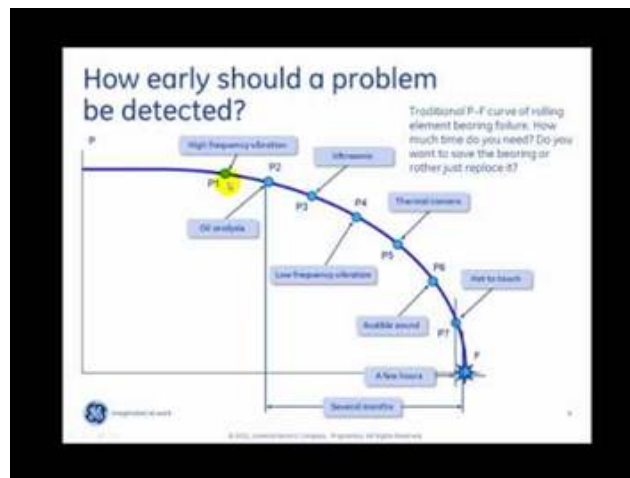 How early should a problem
be detected?
Traditional P-F curve of rolling
element bearing failure. How
much time do you need? Do you
want to save the bearing or
rather just replace it?
P
High frequency vibration
P2
Ultrasonic
P1
P3
P4
Thermal camera
Oil analysis
P5
Low frequency vibration
P6
Hot to touch
Audible sound
P7
F
A few hours
Several months
GE
imagination at work